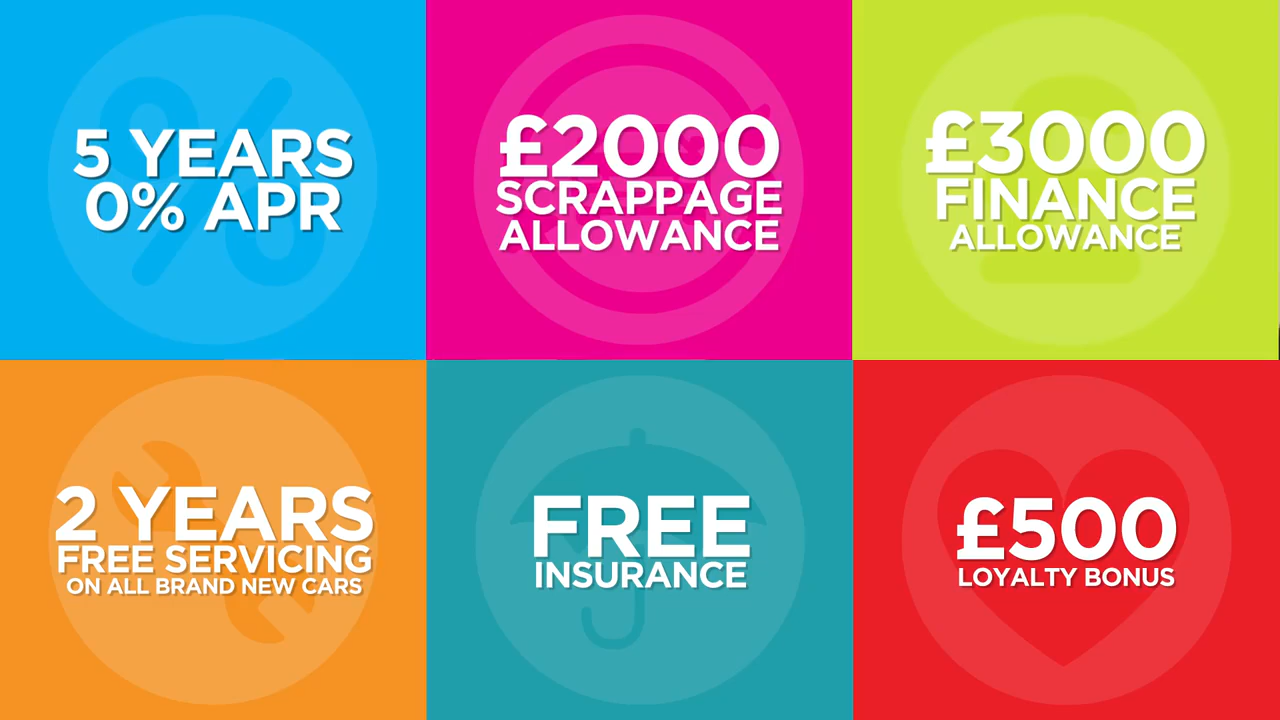 5 YEARS
0% APR
£2000
SCRAPPAGE
ALLOWANCE
£3000
FINANCE
ALLOWANCE
2 YEARS
FREE SERVICING
ON ALL BRAND NEW CARS
FREE
INSURANCE
£500
LOYALTY BONUS